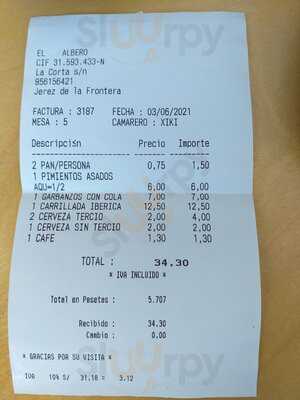 Sluurpy
EL ALBERO
CIF 31.593.433-N
La Corta s/n
956156421
Jerez de la Frontera
FACTURA : 3187 FECHA : 03/06/2021
MESA : 5 CAMARERO : XIKI
Descripción Precio Importe
2 PAN/PERSONA 0,75 1,50
1 PIMIENTOS ASADOS
AQU=1/2 6,00 6,00
1 GARBANZOS CON COLA 7,00 7,00
1 CARRILLADA IBERICA 12,50 12,50
2 CERVEZA TERCIO 2,00 4,00
1 CERVEZA SIN TERCIO 2,00 2,00
1 CAFE 1,30 1,30
TOTAL : 34.30
* IVA INCLUIDO *
Total en Pesetas : 5.707
Recibido : 34.30
Cambio : 0.00
* GRACIAS POR SU VISITA *
IVA 10% S/ 31.18 = 3.12